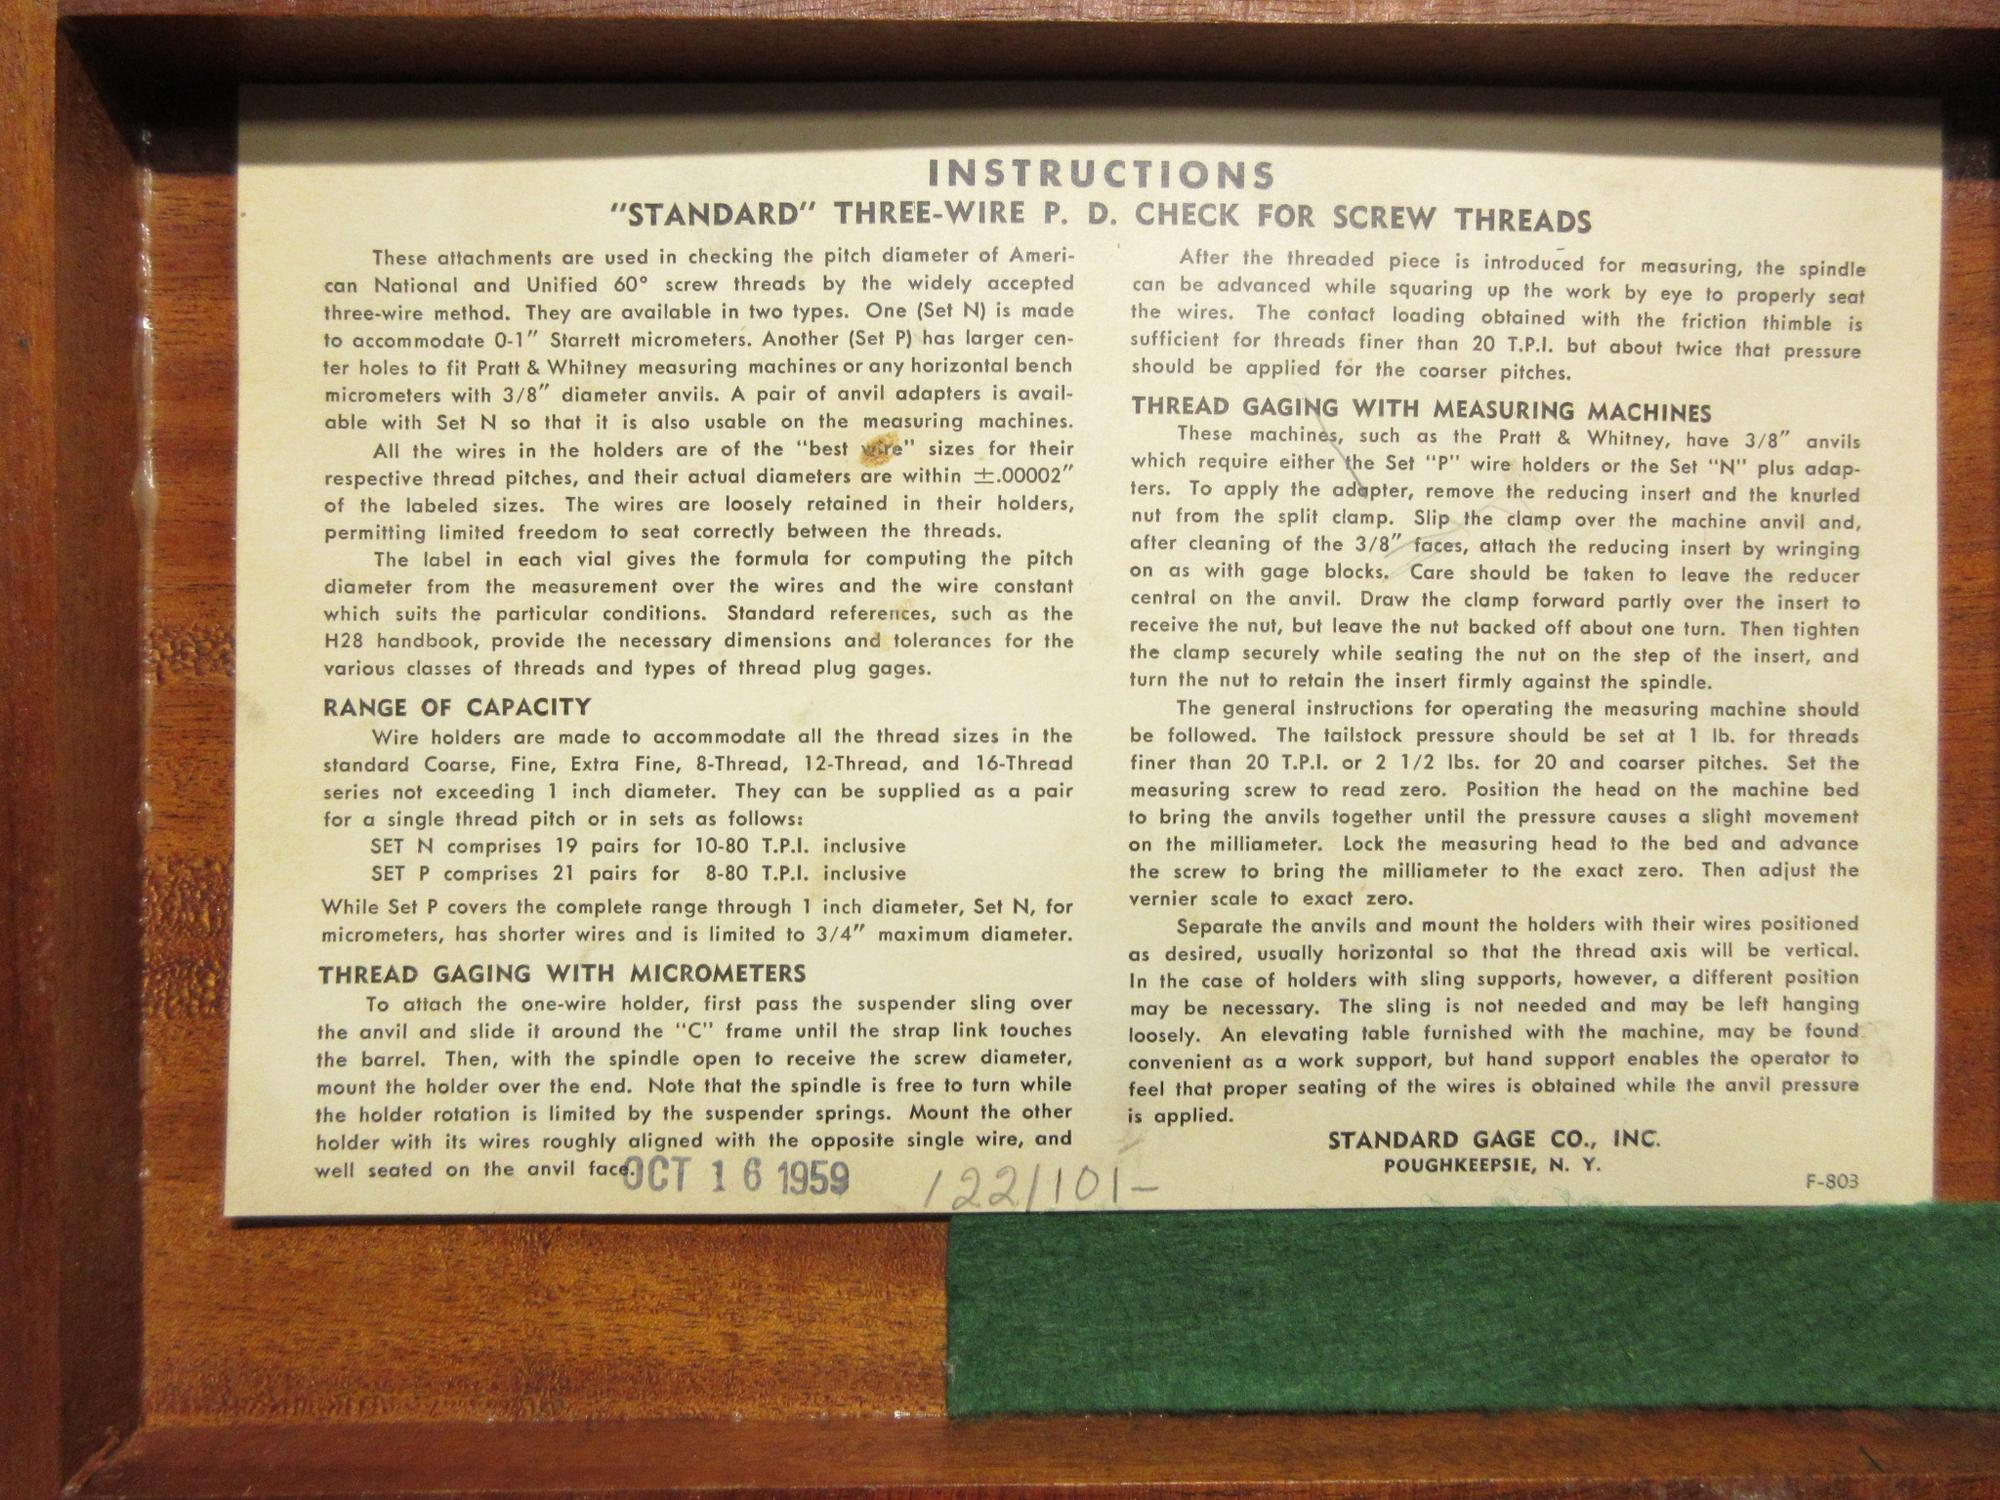 INSTRUCTIONS
"STANDARD" THREE-WIRE P. D. CHECK FOR SCREW THREADS
These attachments are used in checking the pitch diameter of Ameri-
can National and Unified 60° screw threads by the widely accepted
three-wire method. They are available in two types. One (Set N) is made
to accommodate 0-1" Starrett micrometers. Another (Set P) has larger cen-
ter holes to fit Pratt & Whitney measuring machines or any horizontal bench
micrometers with 3/8" diameter anvils. A pair of anvil adapters is avail-
able with Set N so that it is also usable on the measuring machines.
All the wires in the holders are of the "best wire" sizes for their
respective thread pitches, and their actual diameters are within ±.00002"
of the labeled sizes. The wires are loosely retained in their holders,
permitting limited freedom to seat correctly between the threads.
The label in each vial gives the formula for computing the pitch
diameter from the measurement over the wires and the wire constant
which suits the particular conditions. Standard references, such as the
H28 handbook, provide the necessary dimensions and tolerances for the
various classes of threads and types of thread plug gages.
RANGE OF CAPACITY
Wire holders are made to accommodate all the thread sizes in the
standard Coarse, Fine, Extra Fine, 8-Thread, 12-Thread, and 16-Thread
series not exceeding 1 inch diameter. They can be supplied as a pair
for a single thread pitch or in sets as follows:
SET N comprises 19 pairs for 10-80 T.P.I. inclusive
SET P comprises 21 pairs for 8-80 T.P.I. inclusive
While Set P covers the complete range through 1 inch diameter, Set N, for
micrometers, has shorter wires and is limited to 3/4" maximum diameter.
THREAD GAGING WITH MICROMETERS
To attach the one-wire holder, first pass the suspender sling over
the anvil and slide it around the "C" frame until the strap link touches
the barrel. Then, with the spindle open to receive the screw diameter,
mount the holder over the end. Note that the spindle is free to turn while
the holder rotation is limited by the suspender springs. Mount the other
holder with its wires roughly aligned with the opposite single wire, and
well seated on the anvil face.
OCT 16 1959
122/101-
After the threaded piece is introduced for measuring, the spindle
can be advanced while squaring up the work by eye to properly seat
the wires. The contact loading obtained with the friction thimble is
sufficient for threads finer than 20 T.P.I. but about twice that pressure
should be applied for the coarser pitches.
THREAD GAGING WITH MEASURING MACHINES
These machines, such as the Pratt & Whitney, have 3/8" anvils
which require either the Set "P" wire holders or the Set "N" plus adap-
ters. To apply the adapter, remove the reducing insert and the knurled
nut from the split clamp. Slip the clamp over the machine anvil and,
after cleaning of the 3/8" faces, attach the reducing insert by wringing
on as with gage blocks. Care should be taken to leave the reducer
central on the anvil. Draw the clamp forward partly over the insert to
receive the nut, but leave the nut backed off about one turn. Then tighten
the clamp securely while seating the nut on the step of the insert, and
turn the nut to retain the insert firmly against the spindle.
The general instructions for operating the measuring machine should
be followed. The tailstock pressure should be set at 1 lb. for threads
finer than 20 T.P.I. or 2 1/2 lbs. for 20 and coarser pitches. Set the
measuring screw to read zero. Position the head on the machine bed
to bring the anvils together until the pressure causes a slight movement
on the milliameter. Lock the measuring head to the bed and advance
the screw to bring the milliameter to the exact zero. Then adjust the
vernier scale to exact zero.
Separate the anvils and mount the holders with their wires positioned
as desired, usually horizontal so that the thread axis will be vertical.
In the case of holders with sling supports, however, a different position
may be necessary. The sling is not needed and may be left hanging
loosely. An elevating table furnished with the machine, may be found
convenient as a work support, but hand support enables the operator to
feel that proper seating of the wires is obtained while the anvil pressure
is applied.
STANDARD GAGE CO., INC.
POUGHKEEPSIE, N. Y.
F-803